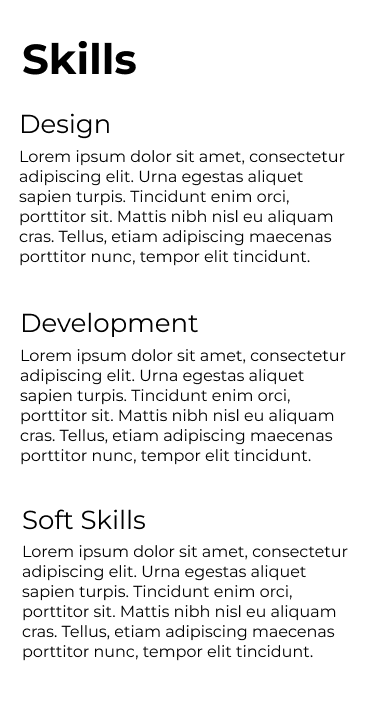 Skills
Design
Lorem ipsum dolor sit amet, consectetur
adipiscing elit. Urna egestas aliquet
sapien turpis. Tincidunt enim orci,
porttitor sit. Mattis nibh nisl eu aliquam
cras. Tellus, etiam adipiscing maecenas
porttitor nunc, tempor elit tincidunt.
Development
Lorem ipsum dolor sit amet, consectetur
adipiscing elit. Urna egestas aliquet
sapien turpis. Tincidunt enim orci,
porttitor sit. Mattis nibh nisl eu aliquam
cras. Tellus, etiam adipiscing maecenas
porttitor nunc, tempor elit tincidunt.
Soft Skills
Lorem ipsum dolor sit amet, consectetur
adipiscing elit. Urna egestas aliquet
sapien turpis. Tincidunt enim orci,
porttitor sit. Mattis nibh nisl eu aliquam
cras. Tellus, etiam adipiscing maecenas
porttitor nunc, tempor elit tincidunt.